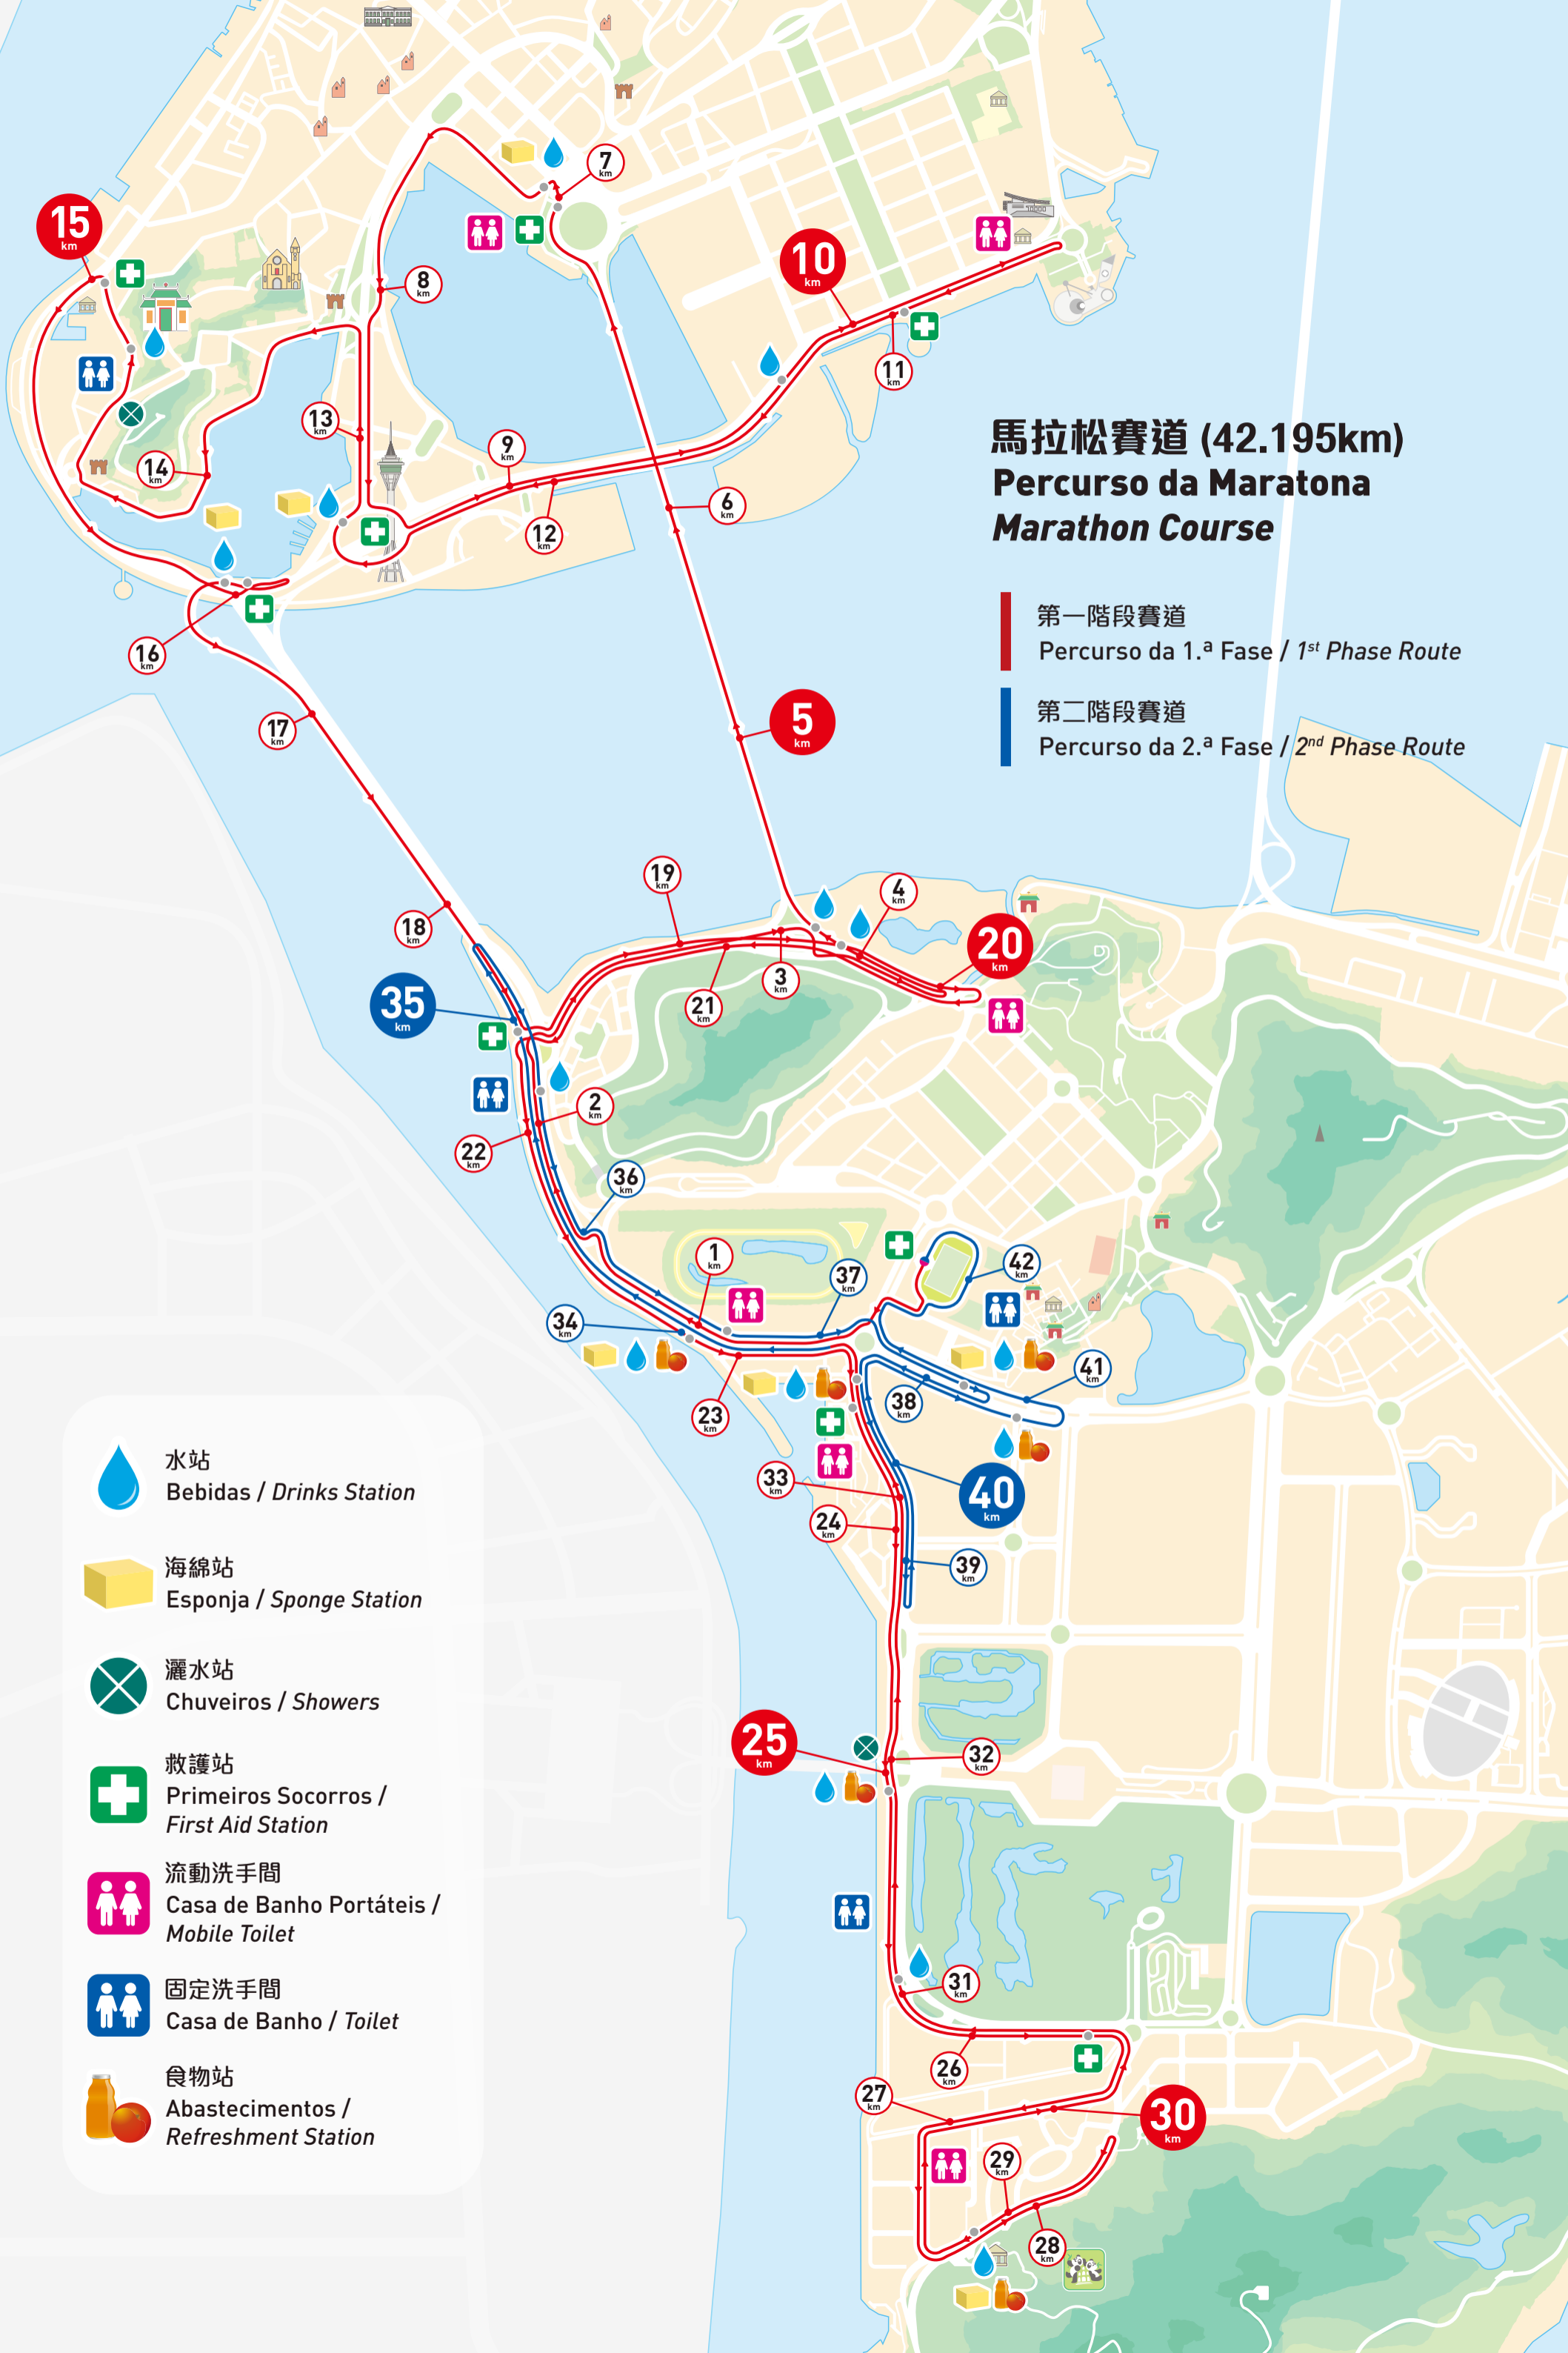 7
km
15
km
10
km
8
km
11
km
13
km
9
km
14
km
6
km
12
km
馬拉松賽道 (42.195km)
Percurso da Maratona
Marathon Course
第一階段賽道
Percurso da 1.ª Fase / 1st Phase Route
16
km
17
km
5
km
第二階段賽道
Percurso da 2.ª Fase / 2nd Phase Route
19
km
4
km
18
km
20
km
3
km
35
km
21
km
2
km
22
km
36
km
1
km
37
km
42
km
34
km
41
km
38
km
23
km
33
km
40
km
24
km
39
km
水站
Bebidas / Drinks Station
海綿站
Esponja / Sponge Station
灑水站
Chuveiros / Showers
救護站
Primeiros Socorros /
First Aid Station
流動洗手間
Casa de Banho Portáteis /
Mobile Toilet
固定洗手間
Casa de Banho / Toilet
食物站
Abastecimentos /
Refreshment Station
25
km
32
km
31
km
26
km
27
km
30
km
29
km
28
km